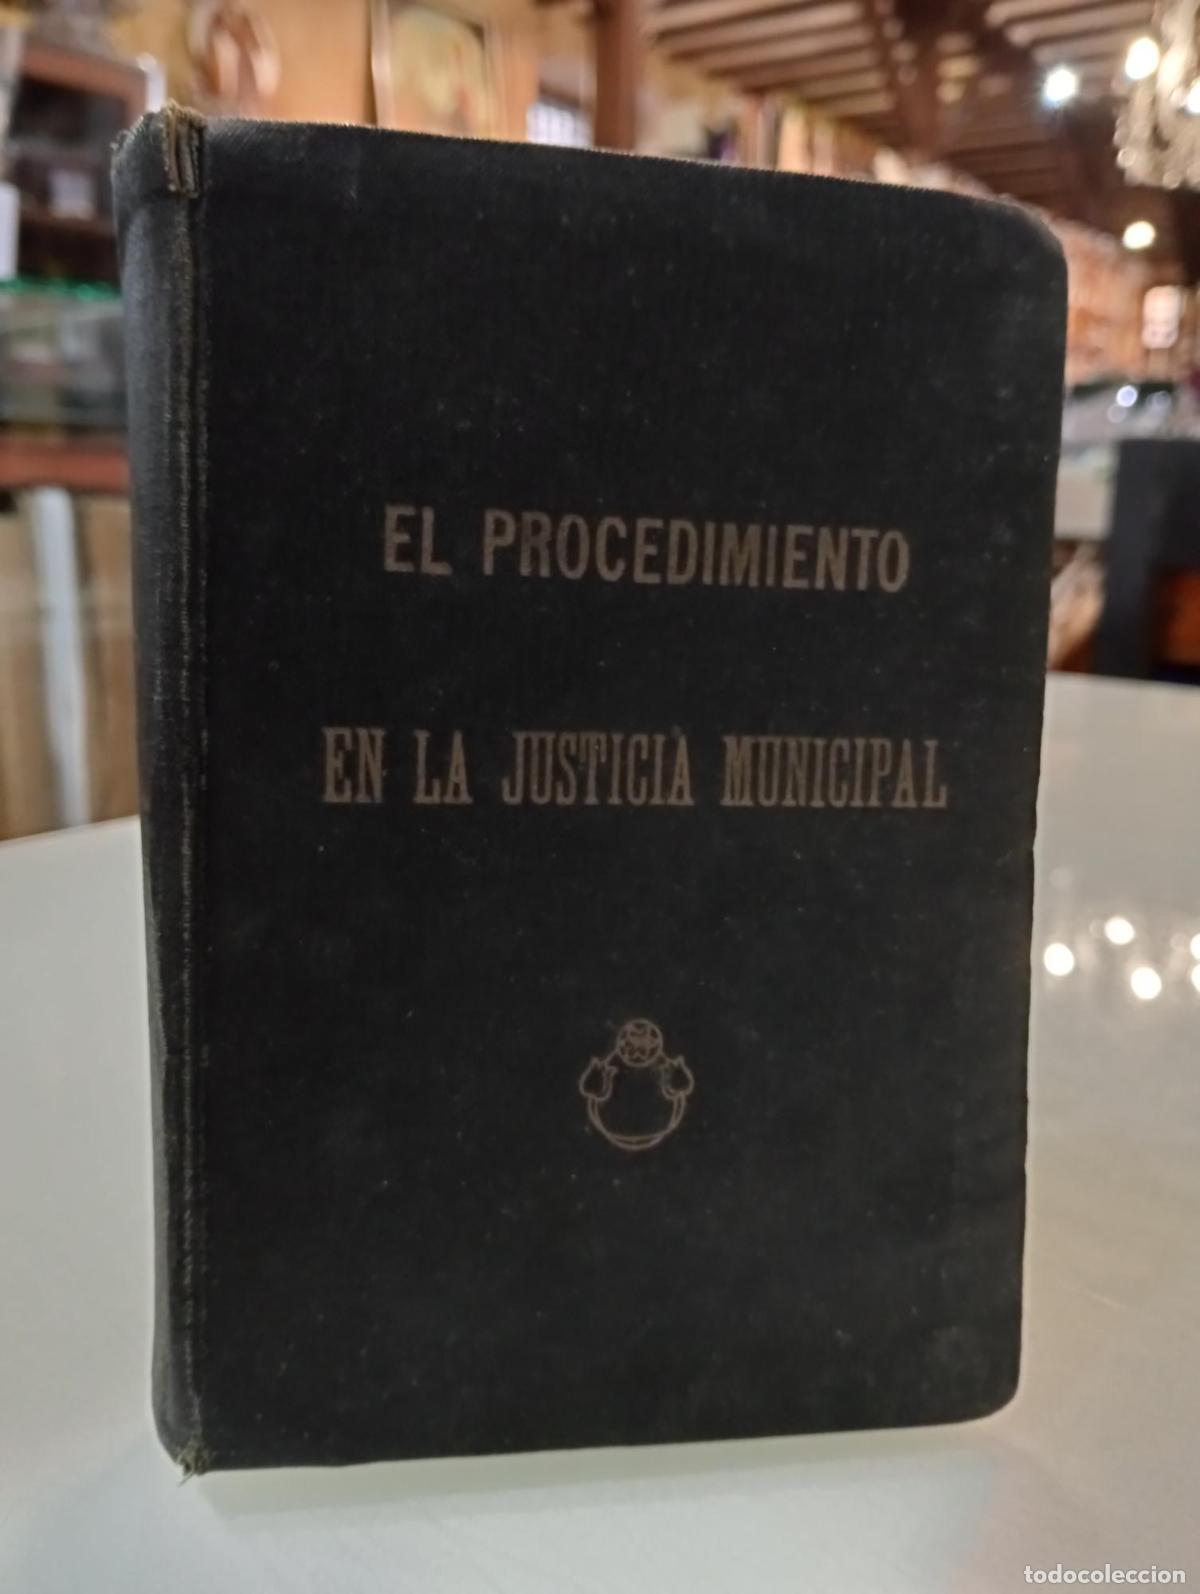 EL PROCEDIMIENTO
EN LA JUSTICIA MUNICIPAL
todocoleccion